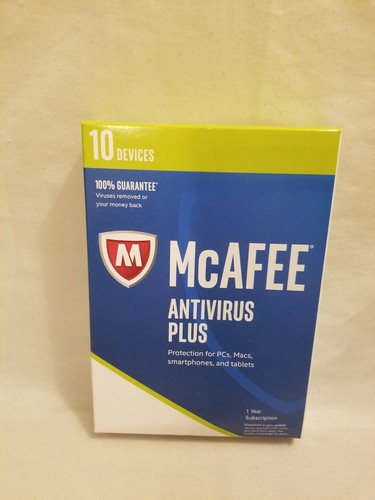 10 DEVICES
100% GUARANTEE*
Viruses removed or
your money back
M
McAFEE®
ANTIVIRUS
PLUS
Protection for PCs, Macs,
smartphones, and tablets
1 Year
Subscription